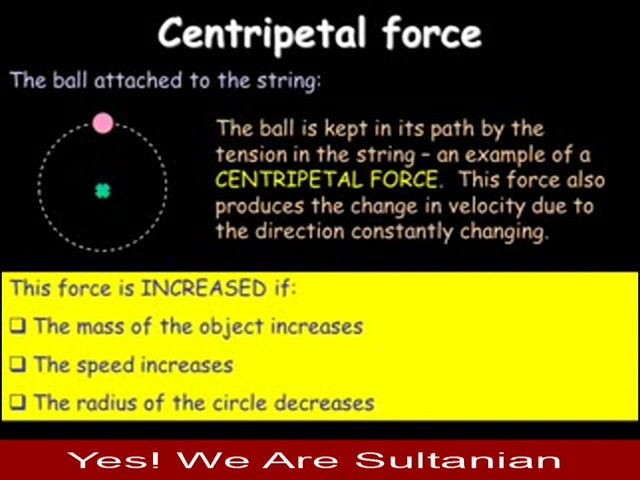 Centripetal force
The ball attached to the string:
The ball is kept in its path by the
tension in the string – an example of a
CENTRIPETAL FORCE. This force also
produces the change in velocity due to
the direction constantly changing.
This force is INCREASED if:
❑ The mass of the object increases
❑ The speed increases
❑ The radius of the circle decreases
Yes! We Are Sultanian